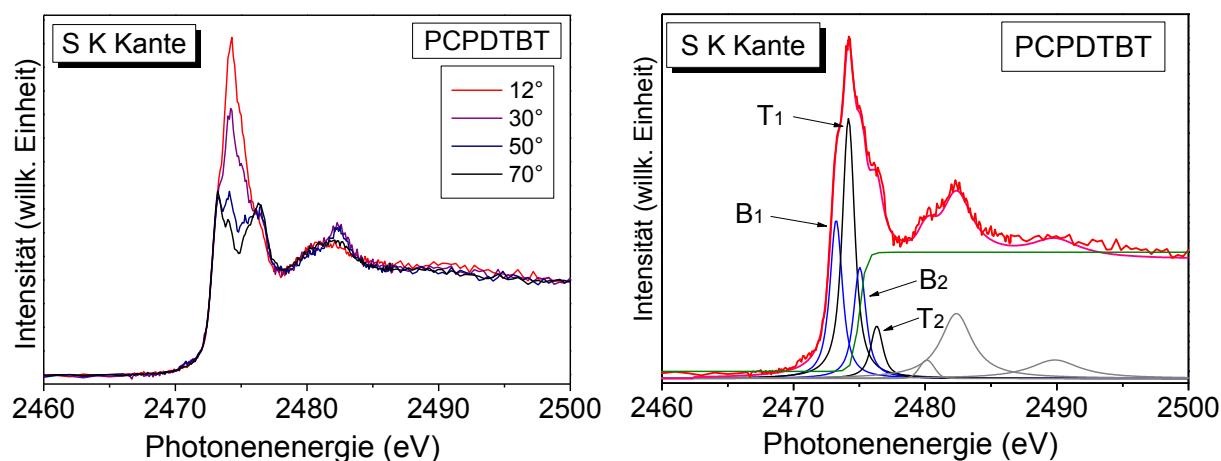 S K Kante
PCPDTBT
12°
30°
50°
70°
Intensität (willk. Einheit)
2460
2470
2480
2490
2500
Photonenenergie (eV)
S K Kante
PCPDTBT
T1
B1
B2
T2
Intensität (willk. Einheit)
2460
2470
2480
2490
2500
Photonenenergie (eV)